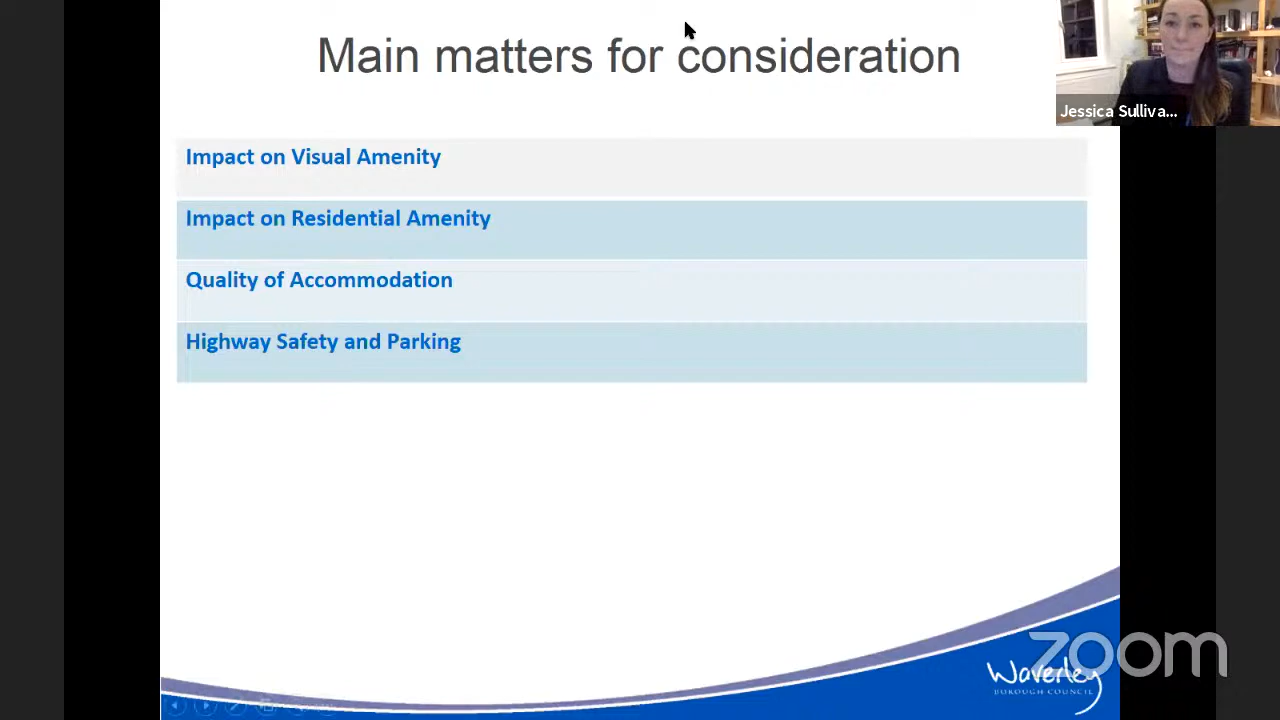 Main matters for consideration
Jessica Sulliva...
Impact on Visual Amenity
Impact on Residential Amenity
Quality of Accommodation
Highway Safety and Parking
zoom
Waverley
BOROUGH COUNCIL